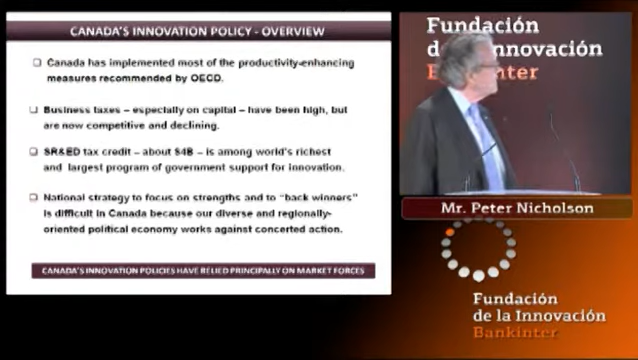 CANADA'S INNOVATION POLICY - OVERVIEW
Canada has implemented most of the productivity-enhancing
measures recommended by OECD.
Business taxes – especially on capital – have been high, but
are now competitive and declining.
SR&ED tax credit – about $4B – is among world's richest
and largest program of government support for innovation.
National strategy to focus on strengths and to "back winners"
is difficult in Canada because our diverse and regionally-
oriented political economy works against concerted action.
CANADA'S INNOVATION POLICIES HAVE RELIED PRINCIPALLY ON MARKET FORCES
Fundación
de la Innovación
Bankinter
Mr. Peter Nicholson
Fundación
de la Innovación
Bankinter